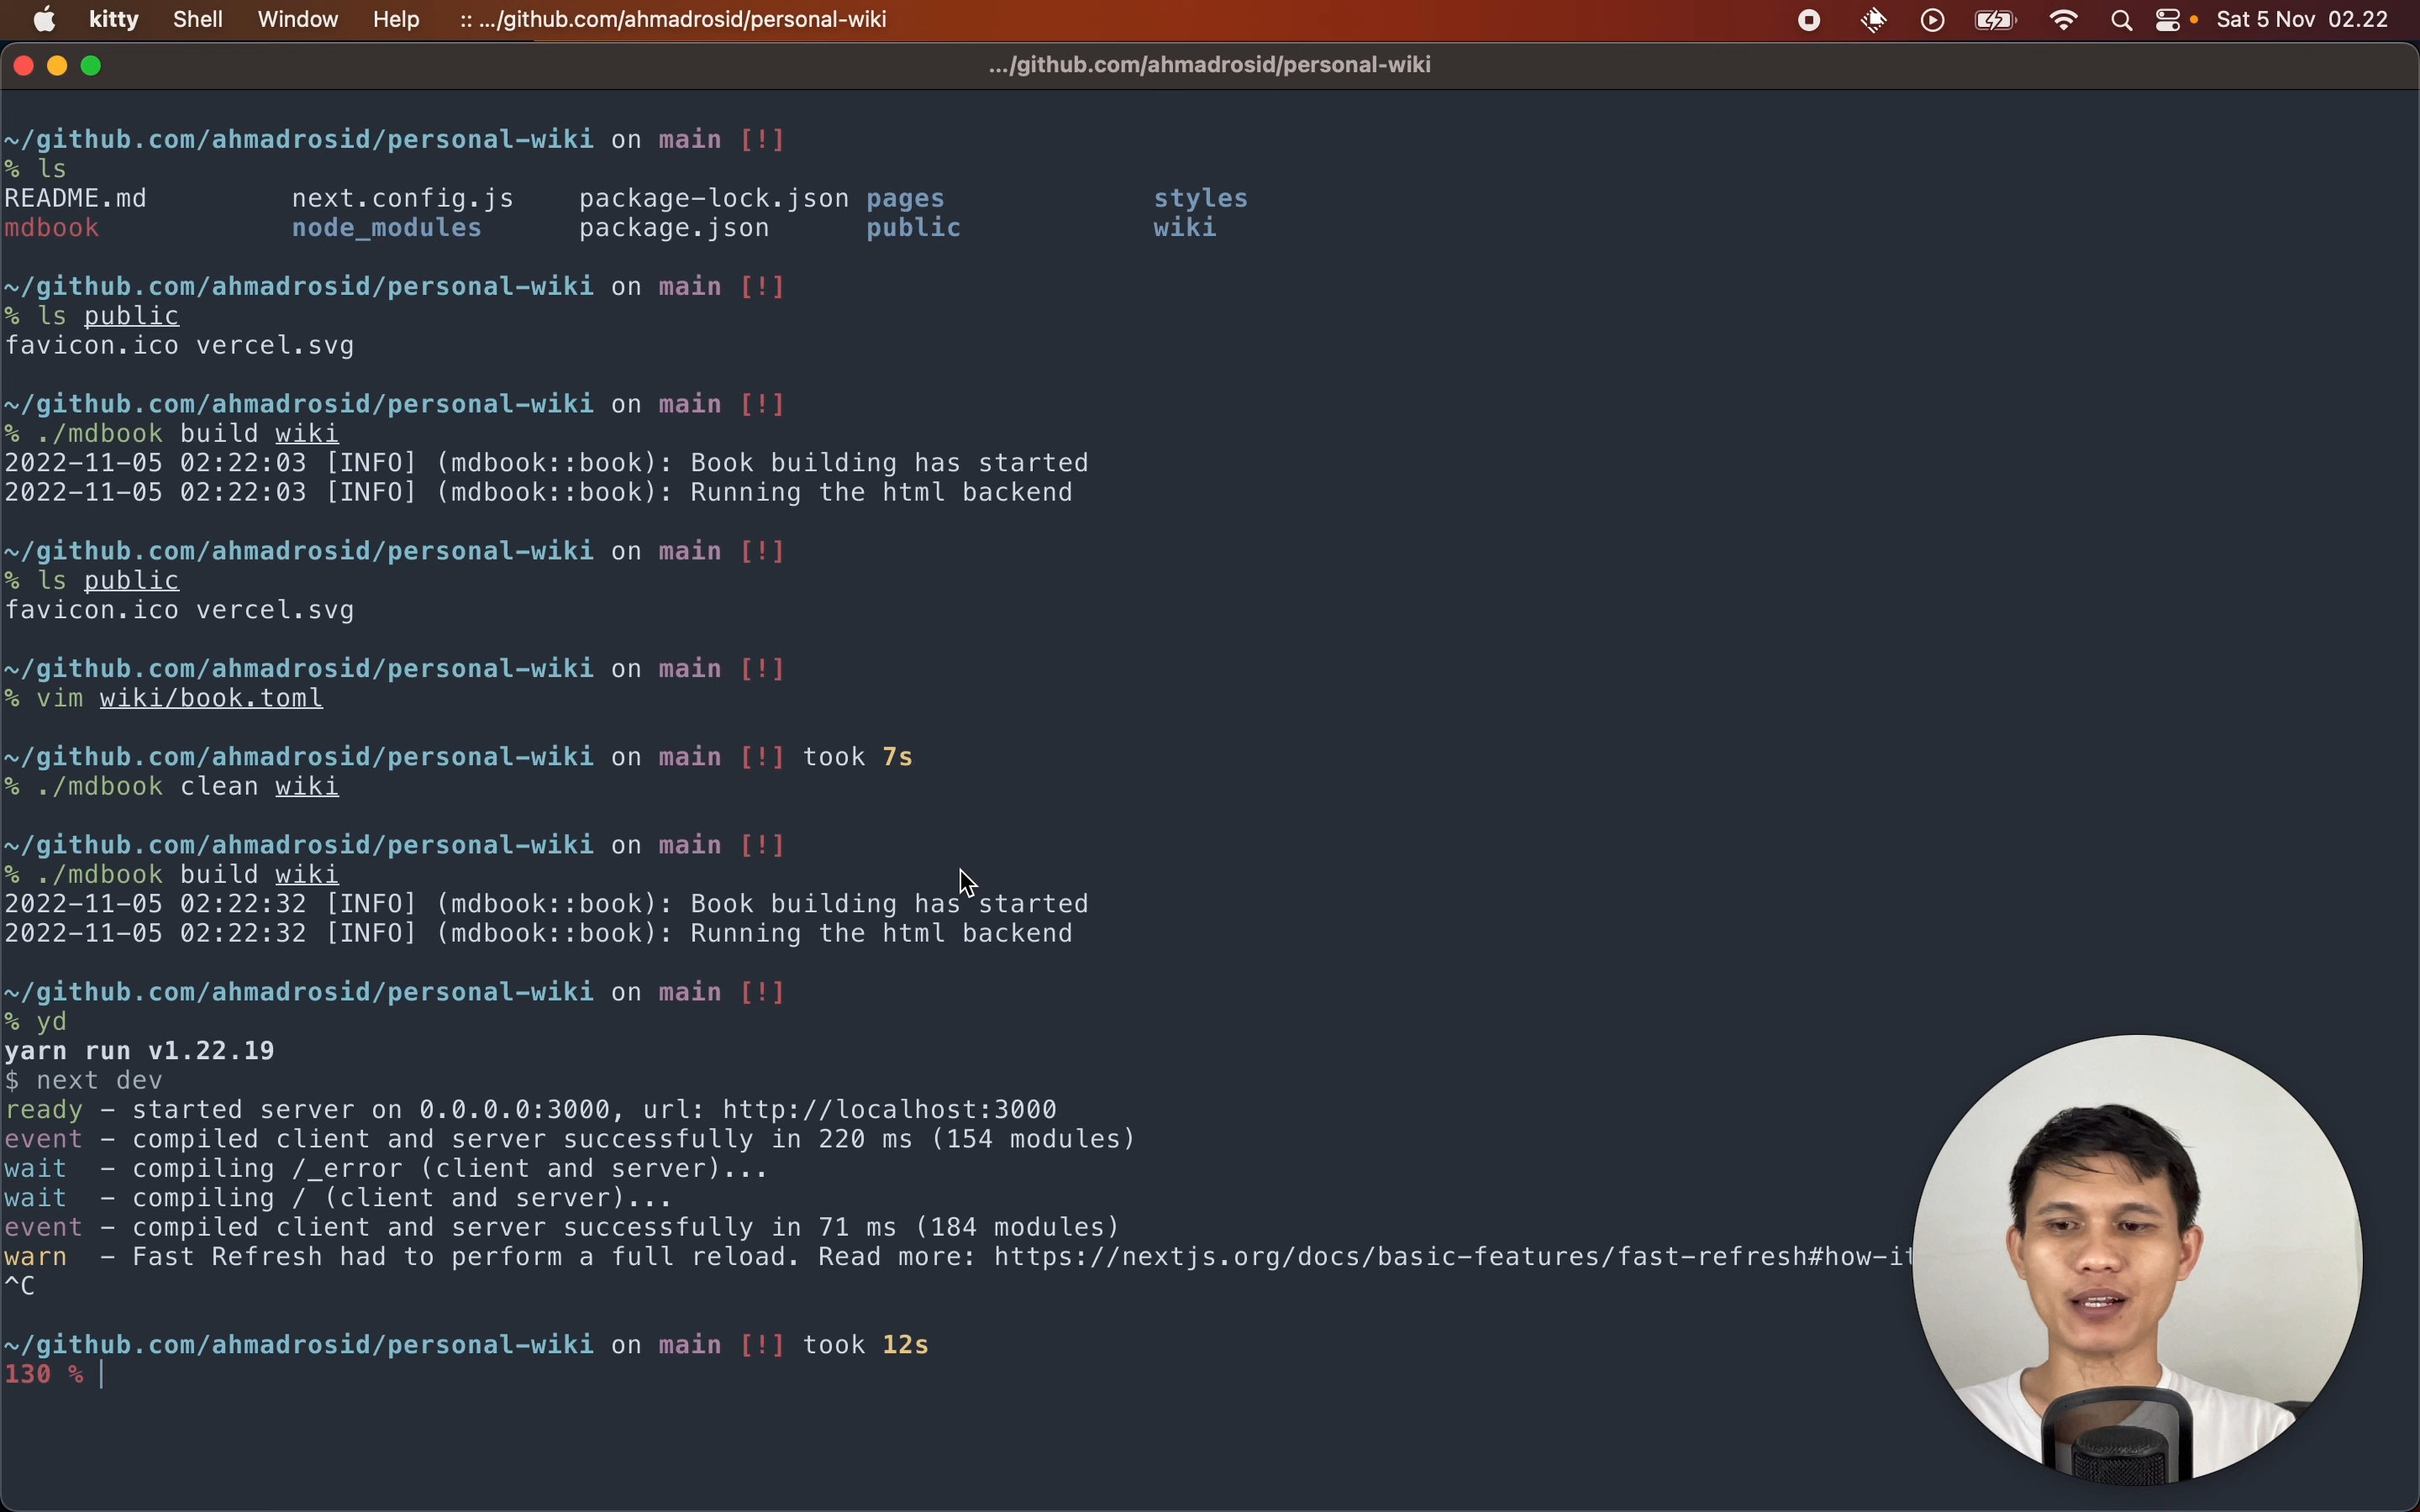 kitty Shell Window Help :: .../github.com/ahmadrosid/personal-wiki Sat 5 Nov 02.22
.../github.com/ahmadrosid/personal-wiki
~/github.com/ahmadrosid/personal-wiki on main [!]
% ls
README.md next.config.js package-lock.json pages styles
mdbook node_modules package.json public wiki
~/github.com/ahmadrosid/personal-wiki on main [!]
% ls public
favicon.ico vercel.svg
~/github.com/ahmadrosid/personal-wiki on main [!]
% ./mdbook build wiki
2022-11-05 02:22:03 [INFO] (mdbook::book): Book building has started
2022-11-05 02:22:03 [INFO] (mdbook::book): Running the html backend
~/github.com/ahmadrosid/personal-wiki on main [!]
% ls public
favicon.ico vercel.svg
~/github.com/ahmadrosid/personal-wiki on main [!]
% vim wiki/book.toml
~/github.com/ahmadrosid/personal-wiki on main [!] took 7s
% ./mdbook clean wiki
~/github.com/ahmadrosid/personal-wiki on main [!]
% ./mdbook build wiki
2022-11-05 02:22:32 [INFO] (mdbook::book): Book building has started
2022-11-05 02:22:32 [INFO] (mdbook::book): Running the html backend
~/github.com/ahmadrosid/personal-wiki on main [!]
% yd
yarn run v1.22.19
$ next dev
ready - started server on 0.0.0.0:3000, url: http://localhost:3000
event - compiled client and server successfully in 220 ms (154 modules)
wait - compiling /_error (client and server)...
wait - compiling / (client and server)...
event - compiled client and server successfully in 71 ms (184 modules)
warn - Fast Refresh had to perform a full reload. Read more: https://nextjs.org/docs/basic-features/fast-refresh#how-it
^C
~/github.com/ahmadrosid/personal-wiki on main [!] took 12s
130 %